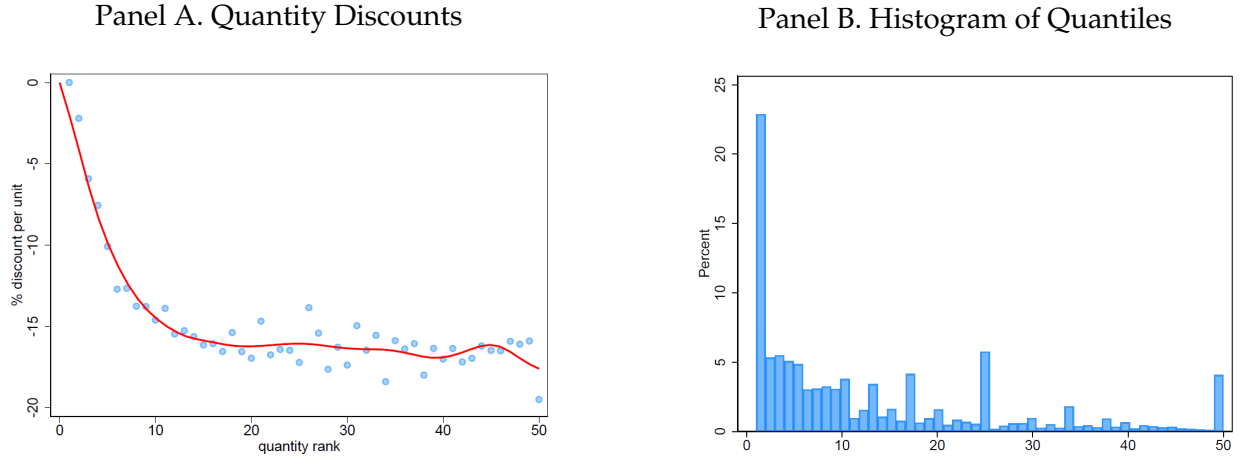 Panel A. Quantity Discounts
% discount per unit
0
-5
-10
-15
-20
0 10 20 30 40 50
quantity rank
Panel B. Histogram of Quantiles
Percent
25
20
15
10
5
0
0 10 20 30 40 50